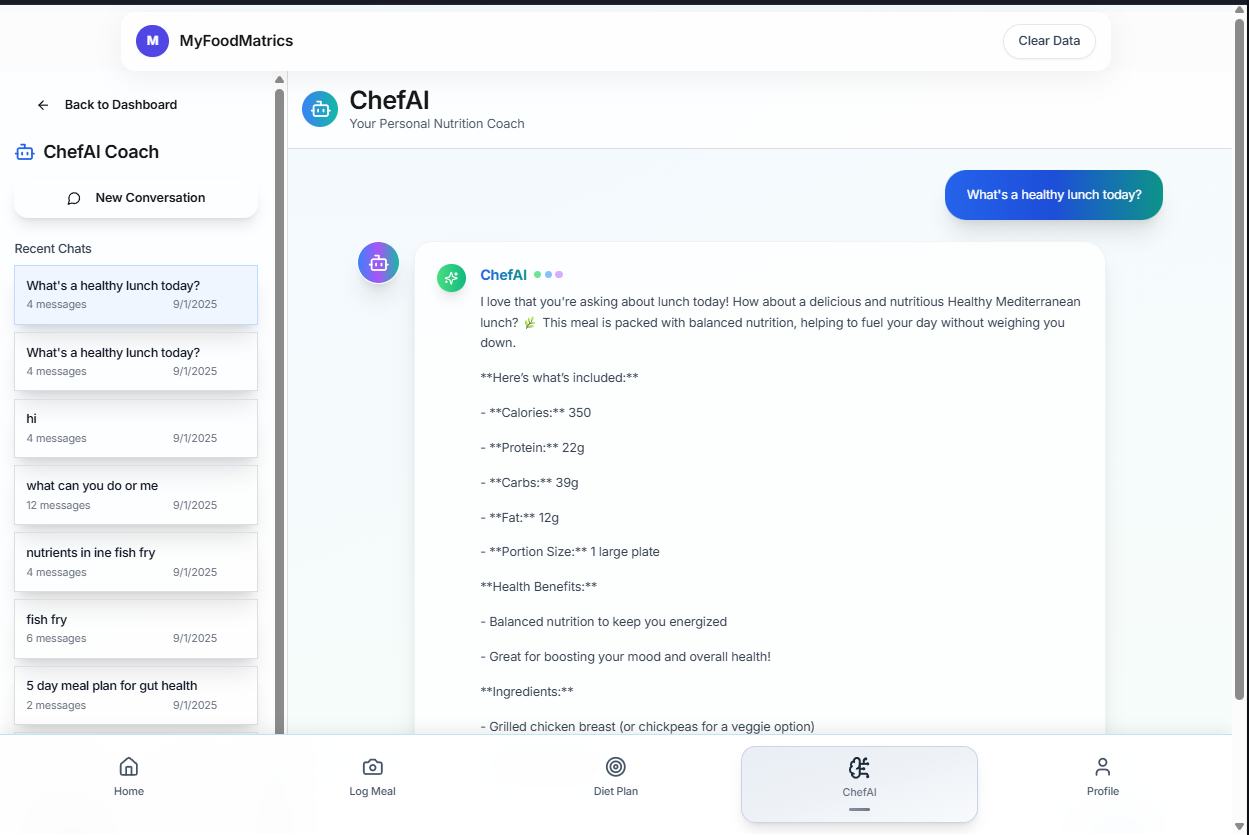 M MyFoodMatrics
Clear Data
Back to Dashboard
ChefAI Coach
New Conversation
Recent Chats
What's a healthy lunch today?
4 messages 9/1/2025
What's a healthy lunch today?
4 messages 9/1/2025
hi
4 messages 9/1/2025
what can you do or me
12 messages 9/1/2025
nutrients in ine fish fry
4 messages 9/1/2025
fish fry
6 messages 9/1/2025
5 day meal plan for gut health
2 messages 9/1/2025
ChefAI
Your Personal Nutrition Coach
What's a healthy lunch today?
ChefAI
I love that you're asking about lunch today! How about a delicious and nutritious Healthy Mediterranean
lunch? 🌿 This meal is packed with balanced nutrition, helping to fuel your day without weighing you
down.
**Here’s what’s included:**
- **Calories:** 350
- **Protein:** 22g
- **Carbs:** 39g
- **Fat:** 12g
- **Portion Size:** 1 large plate
**Health Benefits:**
- Balanced nutrition to keep you energized
- Great for boosting your mood and overall health!
**Ingredients:**
- Grilled chicken breast (or chickpeas for a veggie option)
Home
Log Meal
Diet Plan
ChefAI
Profile